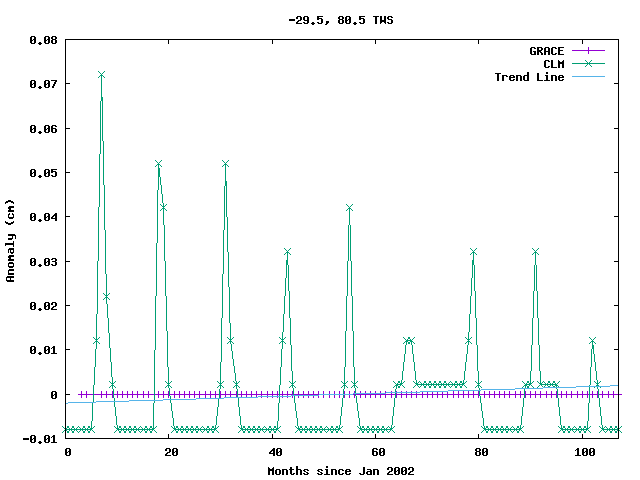 -29.5, 80.5 TWS
0.08
GRACE
CLM
Trend Line
0.07
0.06
0.05
0.04
0.03
0.02
0.01
0
-0.01
Anomaly (cm)
0 20 40 60 80 100
Months since Jan 2002